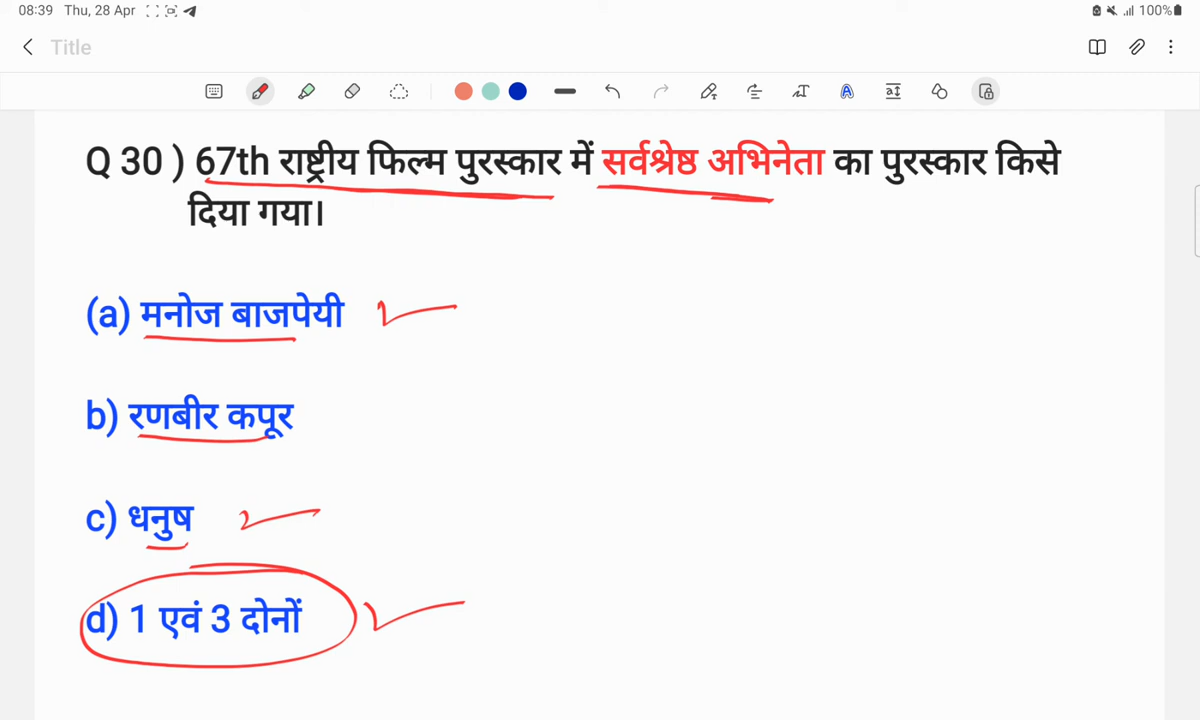 08:39 Thu, 28 Apr 100%
Title
Q 30 ) 67th राष्ट्रीय फिल्म पुरस्कार में सर्वश्रेष्ठ अभिनेता का पुरस्कार किसे
दिया गया।
(a) मनोज बाजपेयी
b) रणबीर कपूर
c) धनुष
d) 1 एवं 3 दोनों